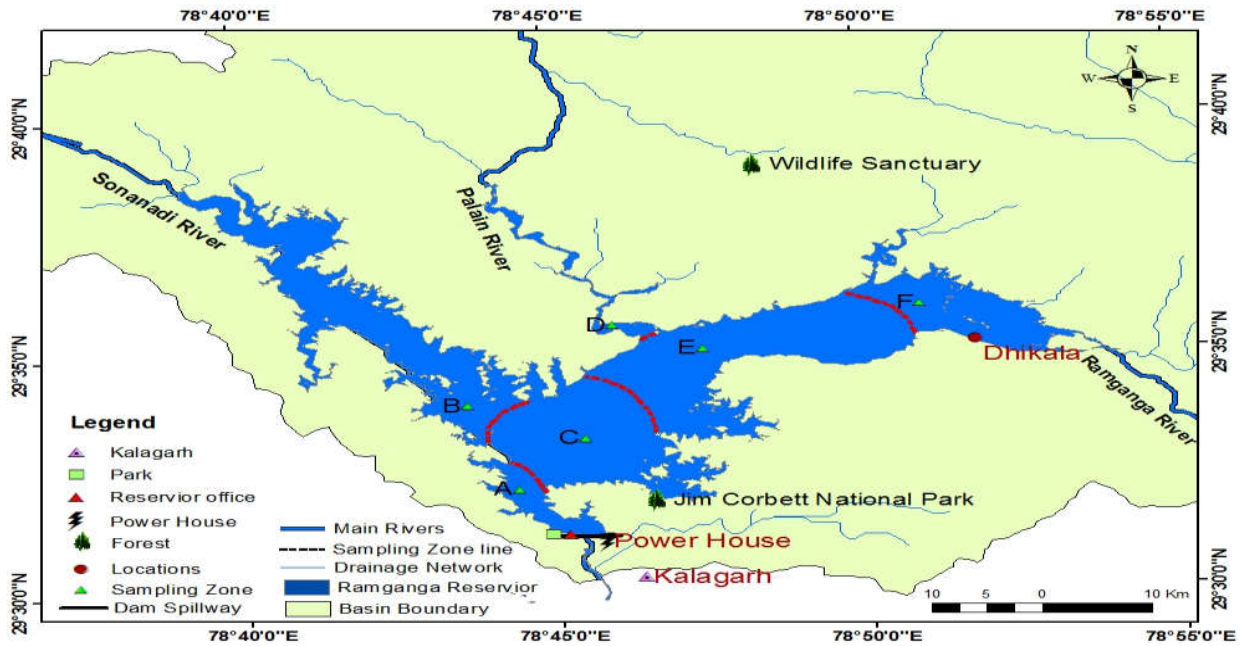 78°40'0"E 78°45'0"E 78°50'0"E 78°55'0"E
N
W E
S
29°40'0"N
29°40'0"N
Wildlife Sanctuary
Sonanadi River
Palain River
F
D
E
29°35'0"N
29°35'0"N
Dhikala
Ramganga River
B
C
A
Jim Corbett National Park
Power House
Kalagarh
Legend
Kalagarh
Park
Reservior office
Power House
Forest
Locations
Sampling Zone
Dam Spillway
Main Rivers
Sampling Zone line
Drainage Network
Ramganga Reservior
Basin Boundary
10 5 0 10 Km
29°30'0"N
29°30'0"N
78°40'0"E 78°45'0"E 78°50'0"E 78°55'0"E